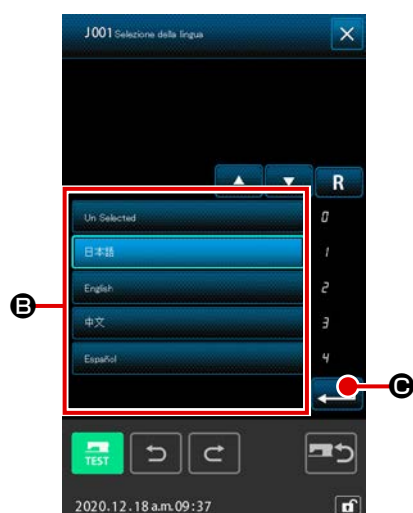 J001 Selezione della lingua
R
Un Selected
0
日本語
1
English
2
中文
3
Español
4
B
C
TEST
2020.12.18 a.m.09:37